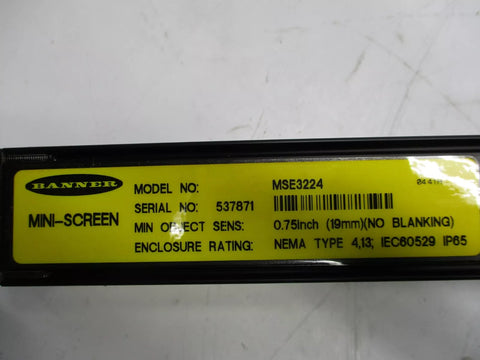 BANNER
MINI-SCREEN
MODEL NO: MSE3224
SERIAL NO: 537871
MIN OBJECT SENS: 0.75inch (19mm)(NO BLANKING)
ENCLOSURE RATING: NEMA TYPE 4,13; IEC60529 IP65